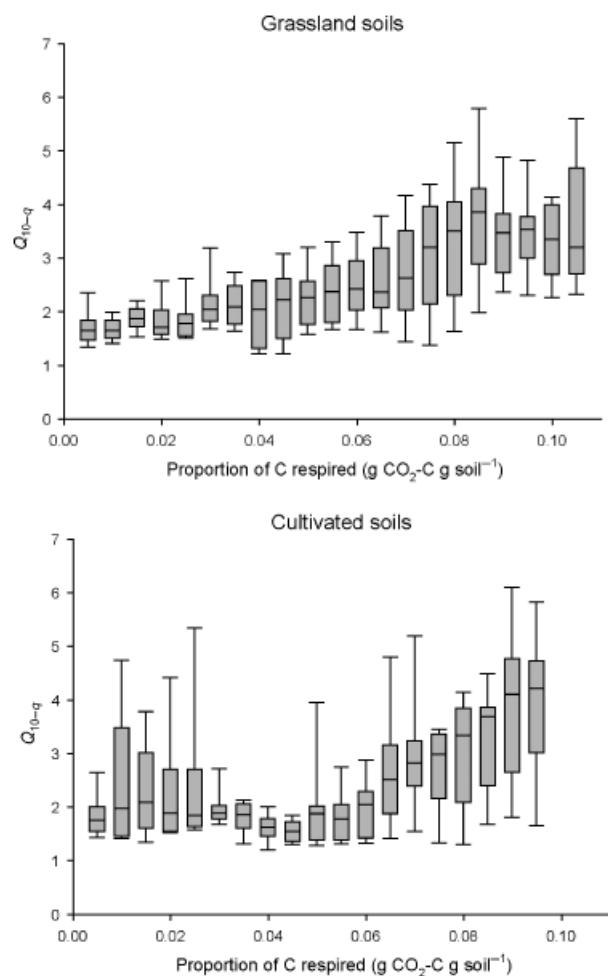 Grassland soils
7
6
5
4
3
2
1
0
Q10–q
0.00 0.02 0.04 0.06 0.08 0.10
Proportion of C respired (g CO2-C g soil–1)
Cultivated soils
7
6
5
4
3
2
1
0
Q10–q
0.00 0.02 0.04 0.06 0.08 0.10
Proportion of C respired (g CO2-C g soil–1)